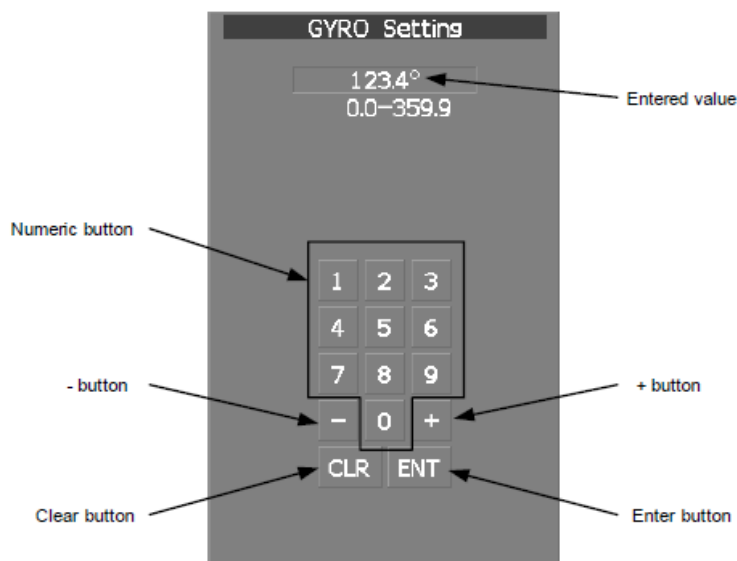 GYRO Setting
123.4°
Entered value
0.0-359.9
Numeric button
1 2 3
4 5 6
7 8 9
- button
+ button
- 0 +
CLR ENT
Clear button
Enter button